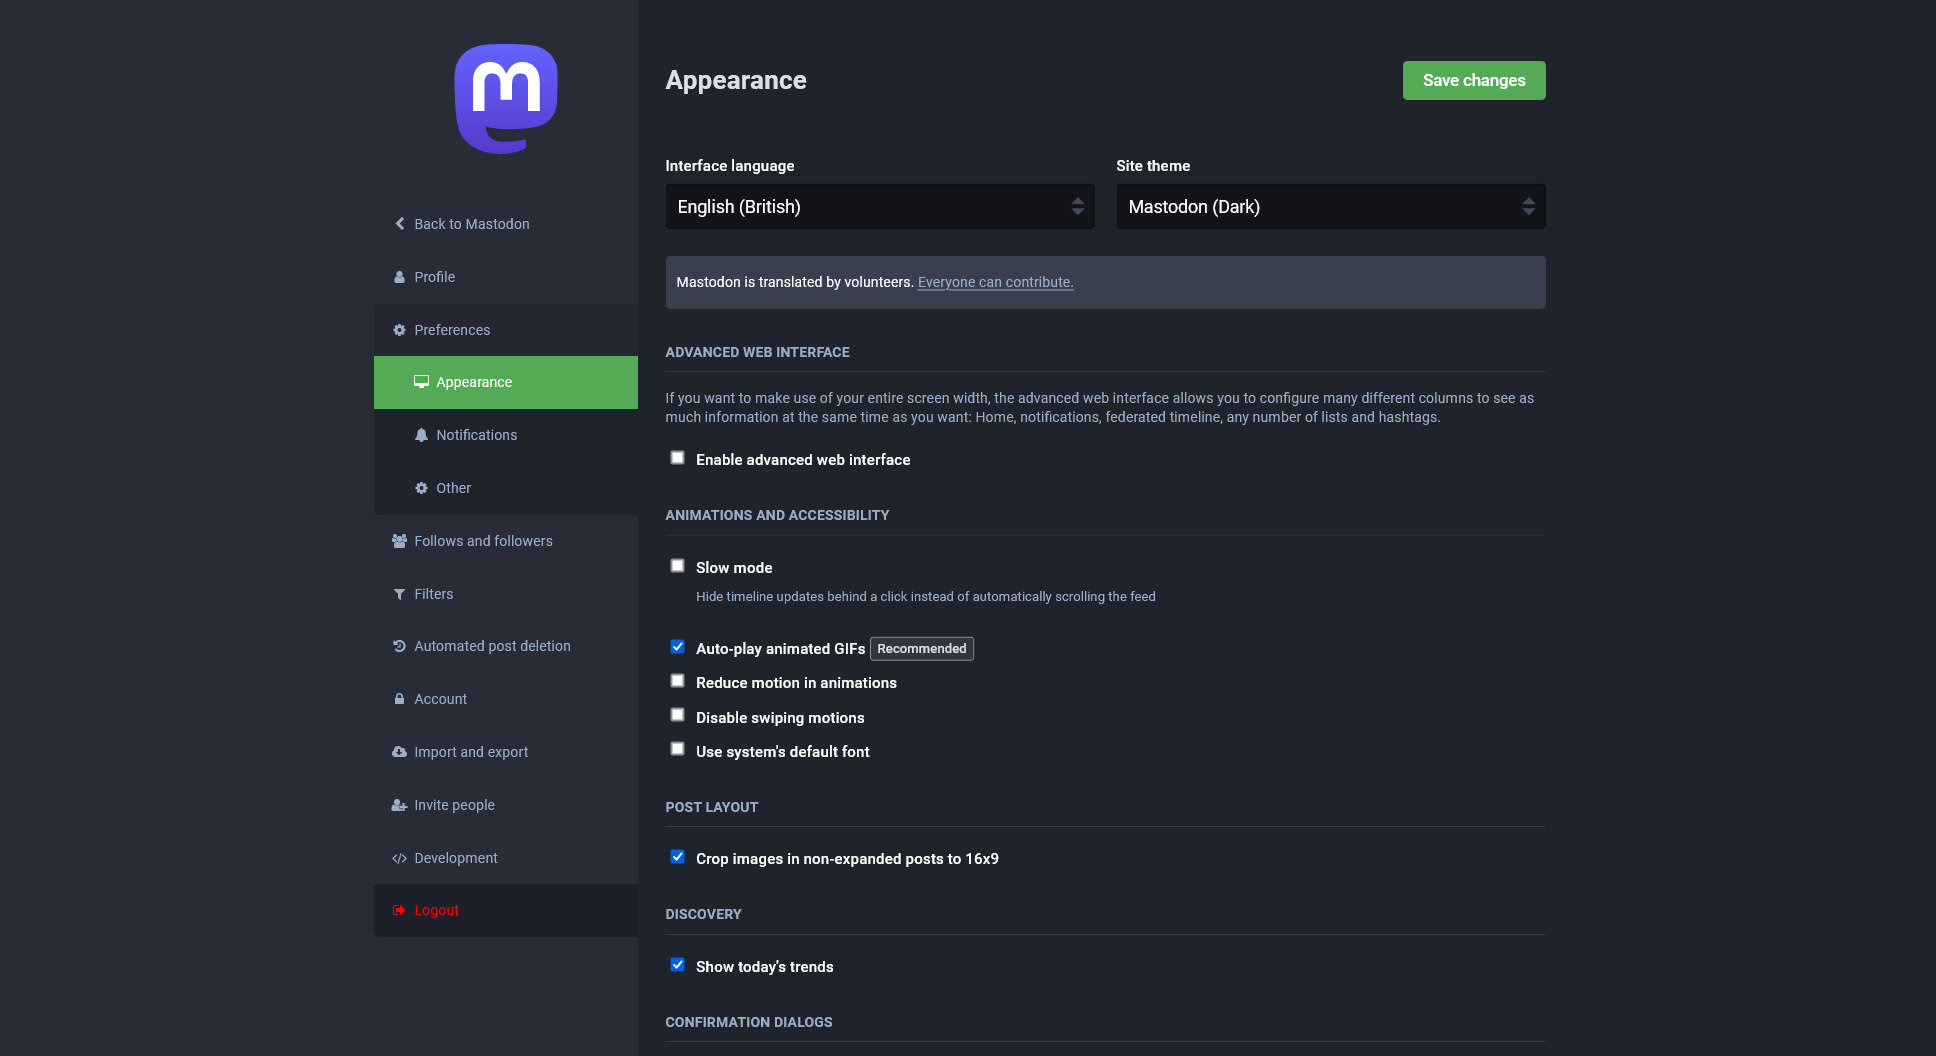 Back to Mastodon
Profile
Preferences
Appearance
Notifications
Other
Follows and followers
Filters
Automated post deletion
Account
Import and export
Invite people
Development
Logout
Appearance
Save changes
Interface language
English (British)
Site theme
Mastodon (Dark)
Mastodon is translated by volunteers. Everyone can contribute.
ADVANCED WEB INTERFACE
If you want to make use of your entire screen width, the advanced web interface allows you to configure many different columns to see as
much information at the same time as you want: Home, notifications, federated timeline, any number of lists and hashtags.
Enable advanced web interface
ANIMATIONS AND ACCESSIBILITY
Slow mode
Hide timeline updates behind a click instead of automatically scrolling the feed
Auto-play animated GIFs Recommended
Reduce motion in animations
Disable swiping motions
Use system's default font
POST LAYOUT
Crop images in non-expanded posts to 16x9
DISCOVERY
Show today's trends
CONFIRMATION DIALOGS